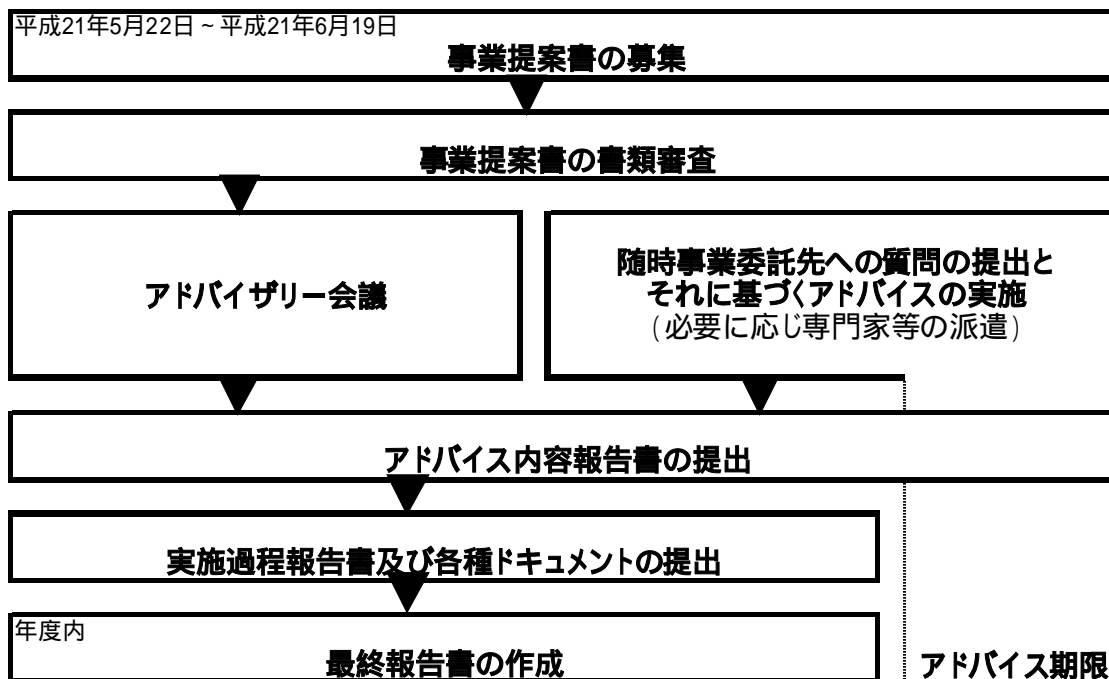 平成21年5月22日~平成21年6月19日
事業提案書の募集
事業提案書の書類審査
アドバイザリー会議
随時事業委託先への質問の提出と
それに基づくアドバイスの実施
(必要に応じ専門家等の派遣)
アドバイス内容報告書の提出
実施過程報告書及び各種ドキュメントの提出
年度内
最終報告書の作成
アドバイス期限